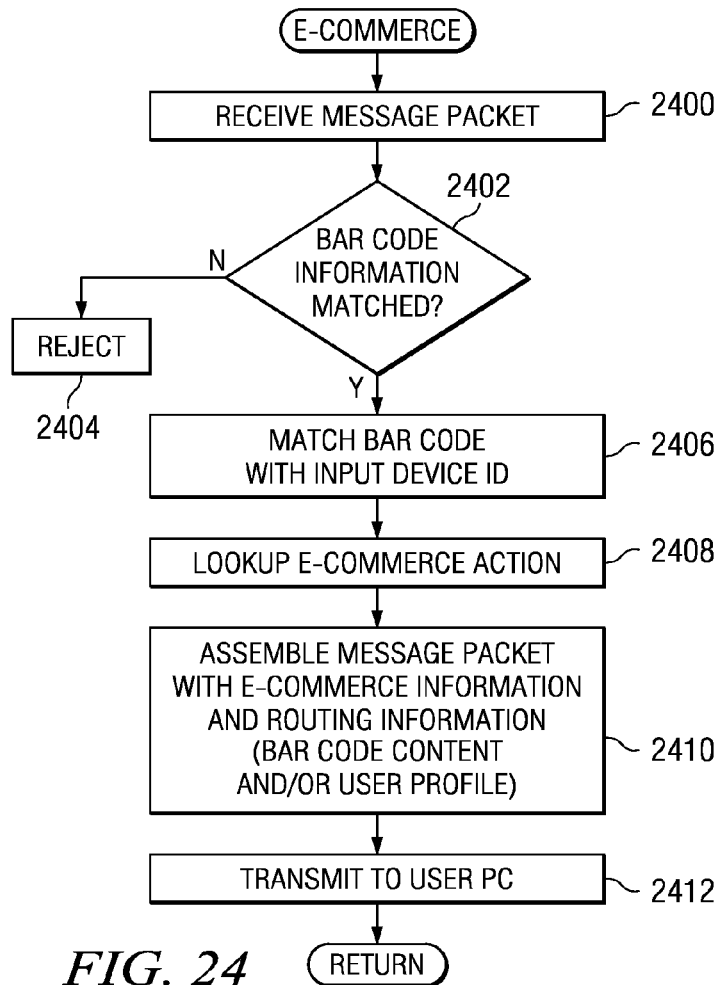 E-COMMERCE
RECEIVE MESSAGE PACKET
2400
2402
BAR CODE
INFORMATION
MATCHED?
N
REJECT
2404
Y
MATCH BAR CODE
WITH INPUT DEVICE ID
2406
LOOKUP E-COMMERCE ACTION
2408
ASSEMBLE MESSAGE PACKET
WITH E-COMMERCE INFORMATION
AND ROUTING INFORMATION
(BAR CODE CONTENT
AND/OR USER PROFILE)
2410
TRANSMIT TO USER PC
2412
RETURN
FIG. 24